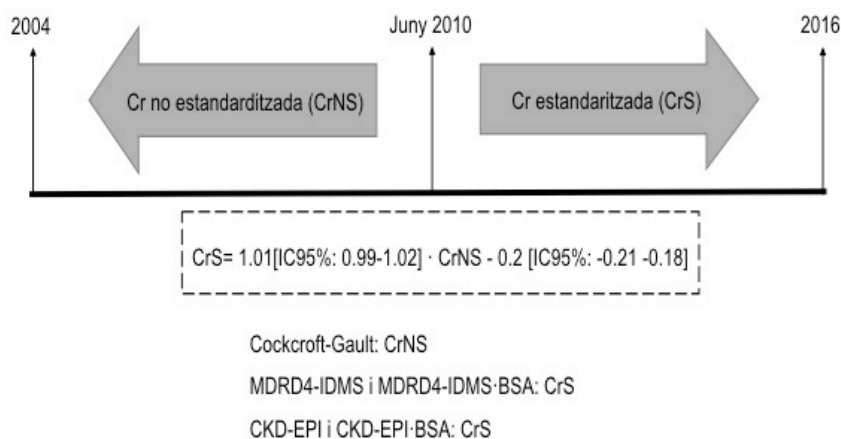 2004
Juny 2010
2016
Cr no estandarditzada (CrNS)
Cr estandaritzada (CrS)
CrS= 1.01[IC95%: 0.99-1.02] · CrNS - 0.2 [IC95%: -0.21 -0.18]
Cockcroft-Gault: CrNS
MDRD4-IDMS i MDRD4-IDMS·BSA: CrS
CKD-EPI i CKD-EPI·BSA: CrS